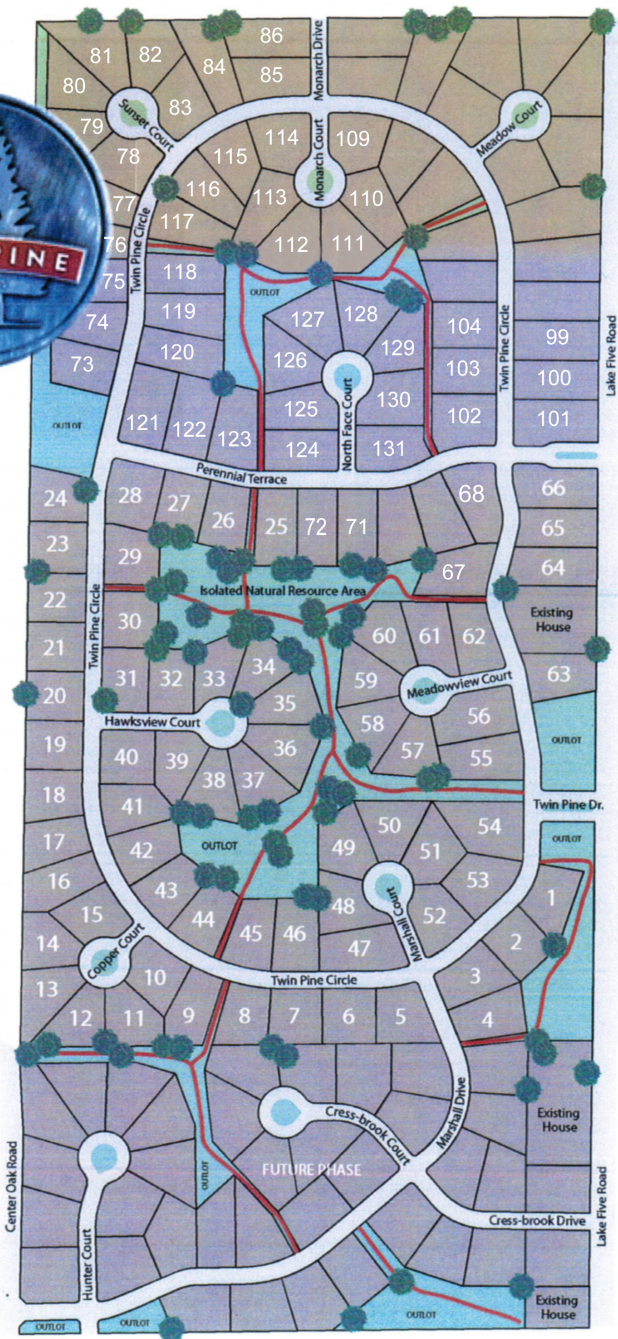 86
81
82
84
85
Monarch Drive
80
83
Sunset Court
79
114
109
Meadow Court
78
115
Monarch Court
116
113
110
77
117
112
111
76
PINE
Twin Pine Circle
75
118
OUTLOT
127
128
74
119
104
99
126
129
Twin Pine Circle
Lake Five Road
73
120
103
100
125
North Face Court
130
102
101
OUTLOT
121
122
123
124
131
Perennial Terrace
24
28
27
26
25
72
71
68
66
23
65
29
67
64
22
Isolated Natural Resource Area
Twin Pine Circle
30
Existing
House
21
60
61
62
34
31
32
33
59
63
20
35
Meadowview Court
Hawksview Court
58
56
OUTLOT
19
40
39
36
57
55
38
37
18
41
Twin Pine Dr.
50
54
17
42
OUTLOT
49
51
OUTLOT
16
43
53
1
15
44
48
Marshall Court
52
14
45
46
2
Copper Court
47
10
3
13
Twin Pine Circle
12
11
9
8
7
6
5
4
Cress-brook Court
Marshall Drive
Existing
House
Center Oak Road
FUTURE PHASE
OUTLOT
Cress-brook Drive
Lake Five Road
Hunter Court
OUTLOT
OUTLOT
OUTLOT
Existing
House